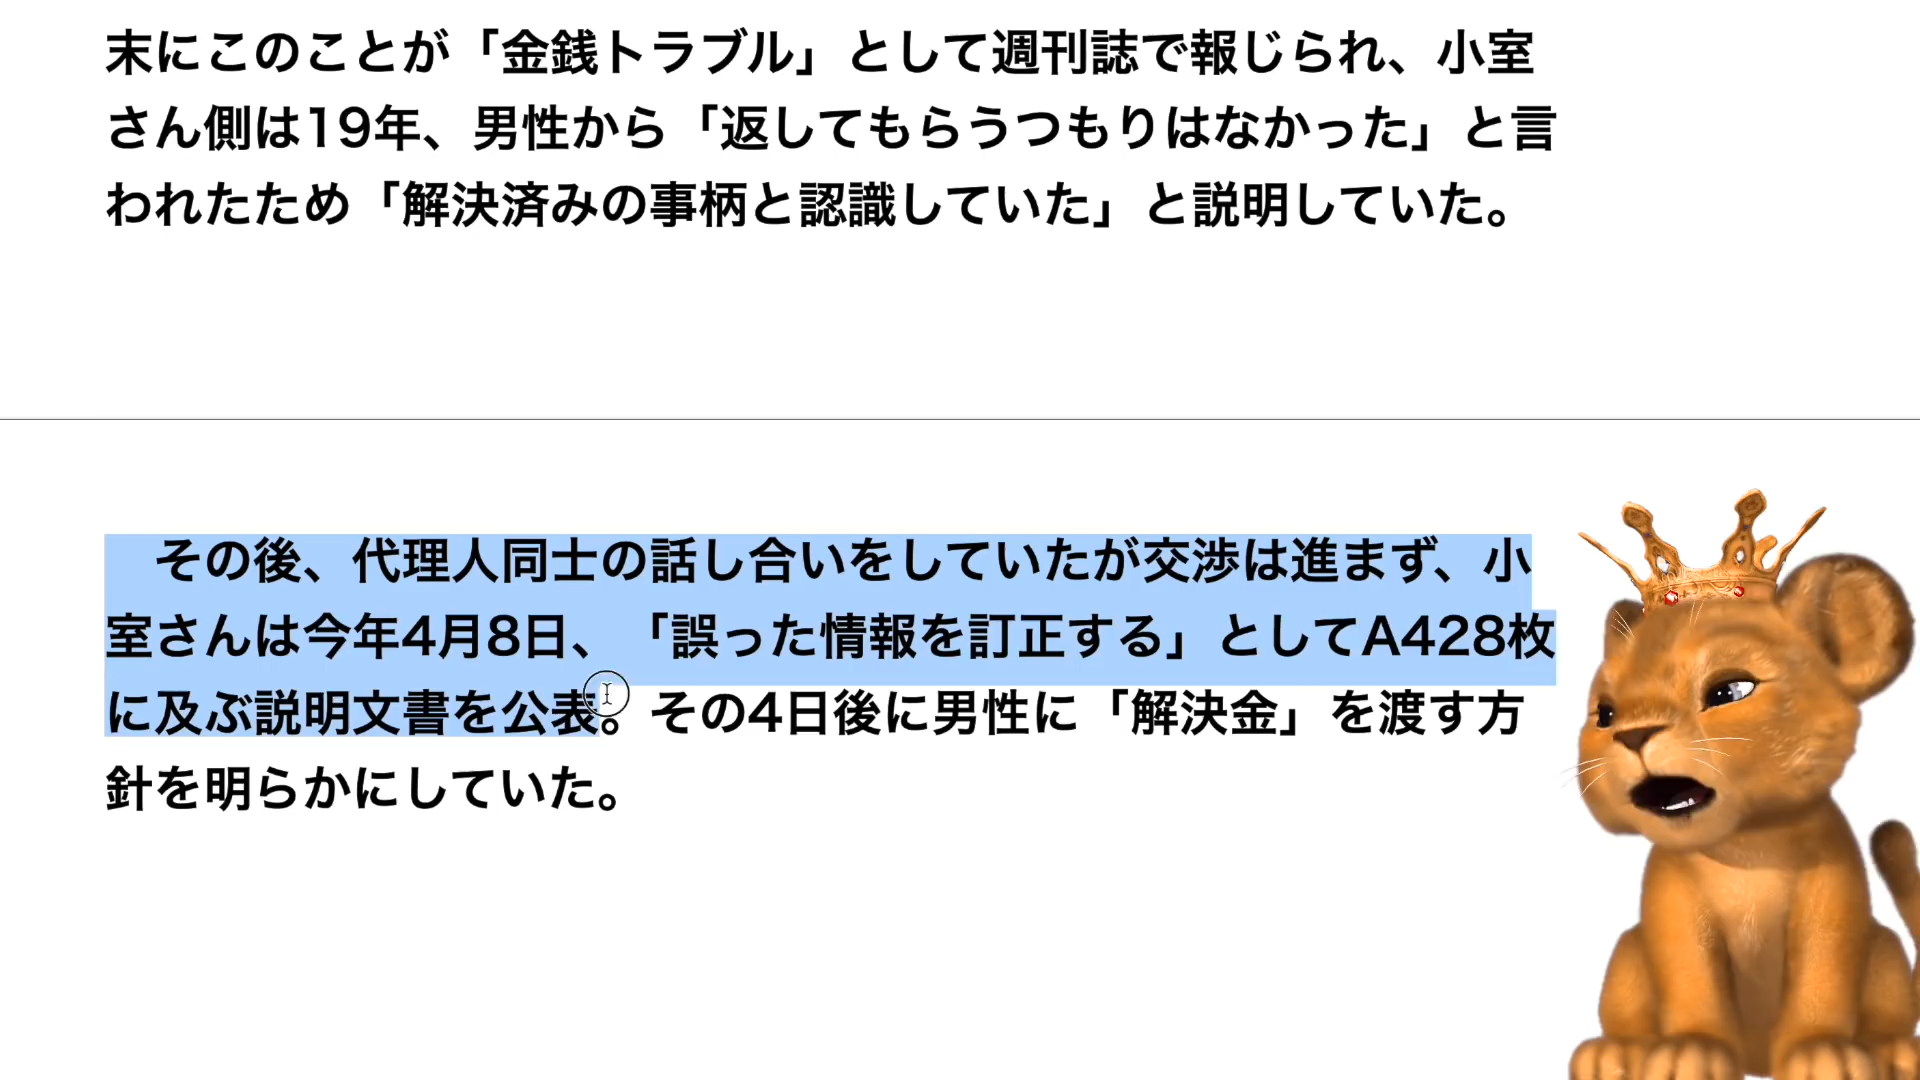 末にこのことが「金銭トラブル」として週刊誌で報じられ、小室
さん側は19年、男性から「返してもらうつもりはなかった」と言
われたため「解決済みの事柄と認識していた」と説明していた。
その後、代理人同士の話し合いをしていたが交渉は進まず、小
室さんは今年4月8日、「誤った情報を訂正する」としてA428枚
に及ぶ説明文書を公表。その4日後に男性に「解決金」を渡す方
針を明らかにしていた。